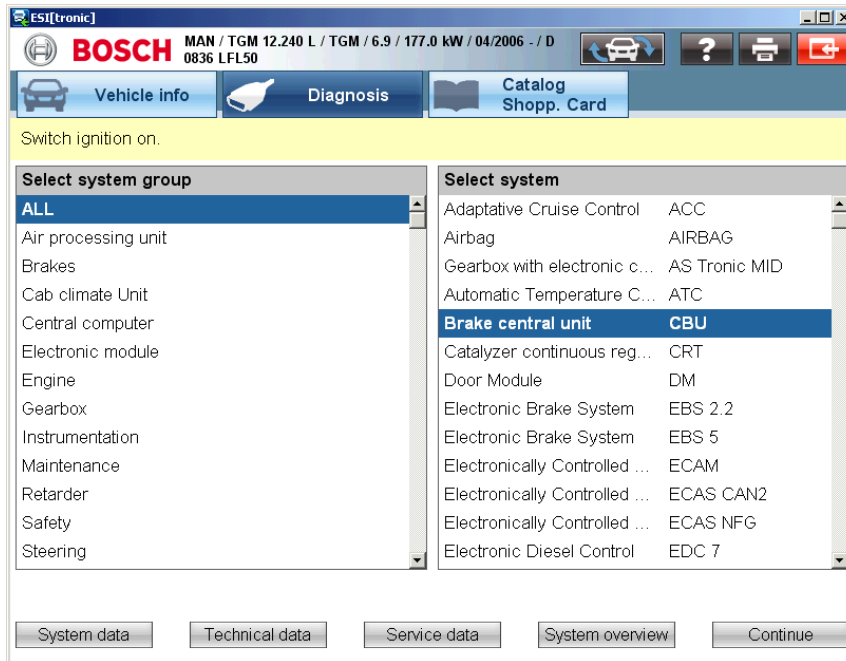 ESI[tronic]
BOSCH
MAN / TGM 12.240 L / TGM / 6.9 / 177.0 kW / 04/2006 - / D
0836 LFL50
?
Vehicle info
Diagnosis
Catalog
Shopp. Card
Switch ignition on.
Select system group
ALL
Air processing unit
Brakes
Cab climate Unit
Central computer
Electronic module
Engine
Gearbox
Instrumentation
Maintenance
Retarder
Safety
Steering
Select system
Adaptative Cruise Control ACC
Airbag AIRBAG
Gearbox with electronic c... AS Tronic MID
Automatic Temperature C... ATC
Brake central unit CBU
Catalyzer continuous reg... CRT
Door Module DM
Electronic Brake System EBS 2.2
Electronic Brake System EBS 5
Electronically Controlled ... ECAM
Electronically Controlled ... ECAS CAN2
Electronically Controlled ... ECAS NFG
Electronic Diesel Control EDC 7
System data Technical data Service data System overview Continue